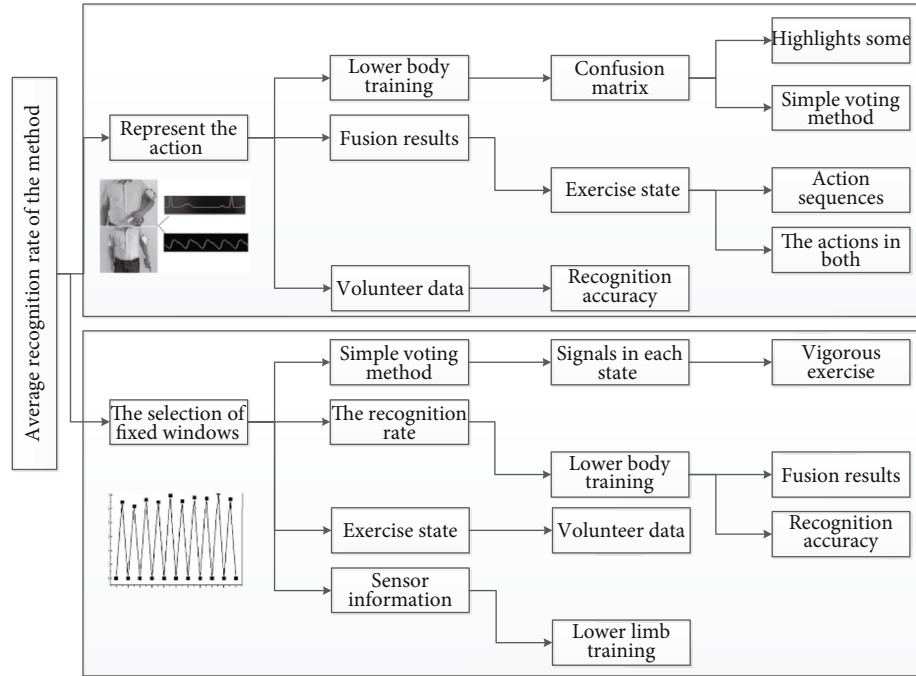 Average recognition rate of the method
Represent the
action
Lower body
training
Confusion
matrix
Highlights some
Simple voting
method
Fusion results
Exercise state
Action
sequences
The actions in
both
Volunteer data
Recognition
accuracy
The selection of
fixed windows
Simple voting
method
Signals in each
state
Vigorous
exercise
The recognition
rate
Lower body
training
Fusion results
Recognition
accuracy
Exercise state
Volunteer data
Sensor
information
Lower limb
training